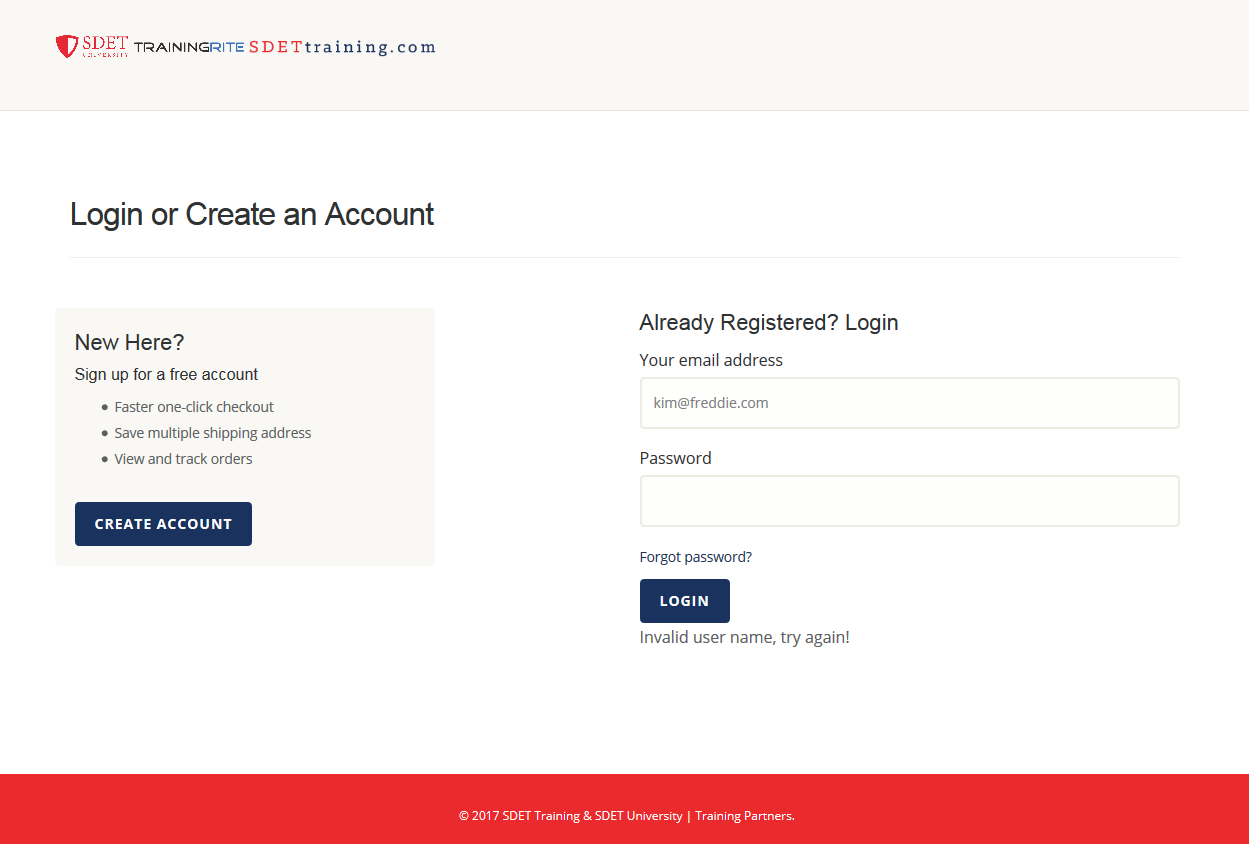 SDET UNIVERSITY TRAININGRITE SDETtraining.com
Login or Create an Account
New Here?
Sign up for a free account
Faster one-click checkout
Save multiple shipping address
View and track orders
CREATE ACCOUNT
Already Registered? Login
Your email address
kim@freddie.com
Password
Forgot password?
LOGIN
Invalid user name, try again!
© 2017 SDET Training & SDET University | Training Partners.